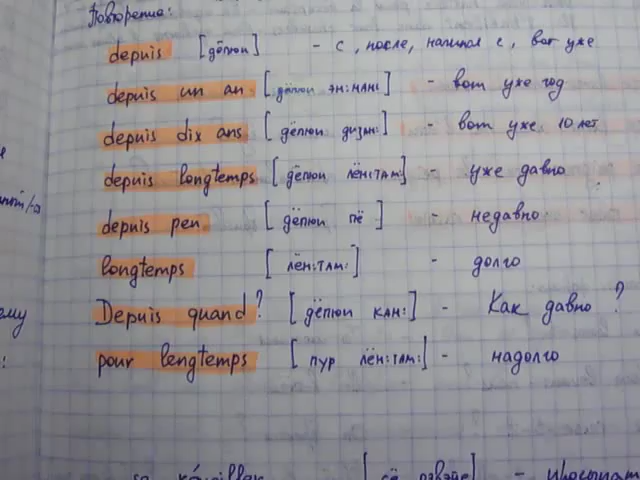 Повторение:
depuis [дёпюи] - с, после, начиная с, вот уже
depuis un an [дёпюи эн:нан:] - вот уже год
depuis dix ans [дёпюи дизан:] - вот уже 10 лет
depuis longtemps [дёпюи лён:там:] - уже давно
depuis peu [дёпюи пё] - недавно
longtemps [лён:там:] - долго
Depuis quand? [дёпюи кан:] - Как давно?
pour longtemps [пур лён:там:] - надолго